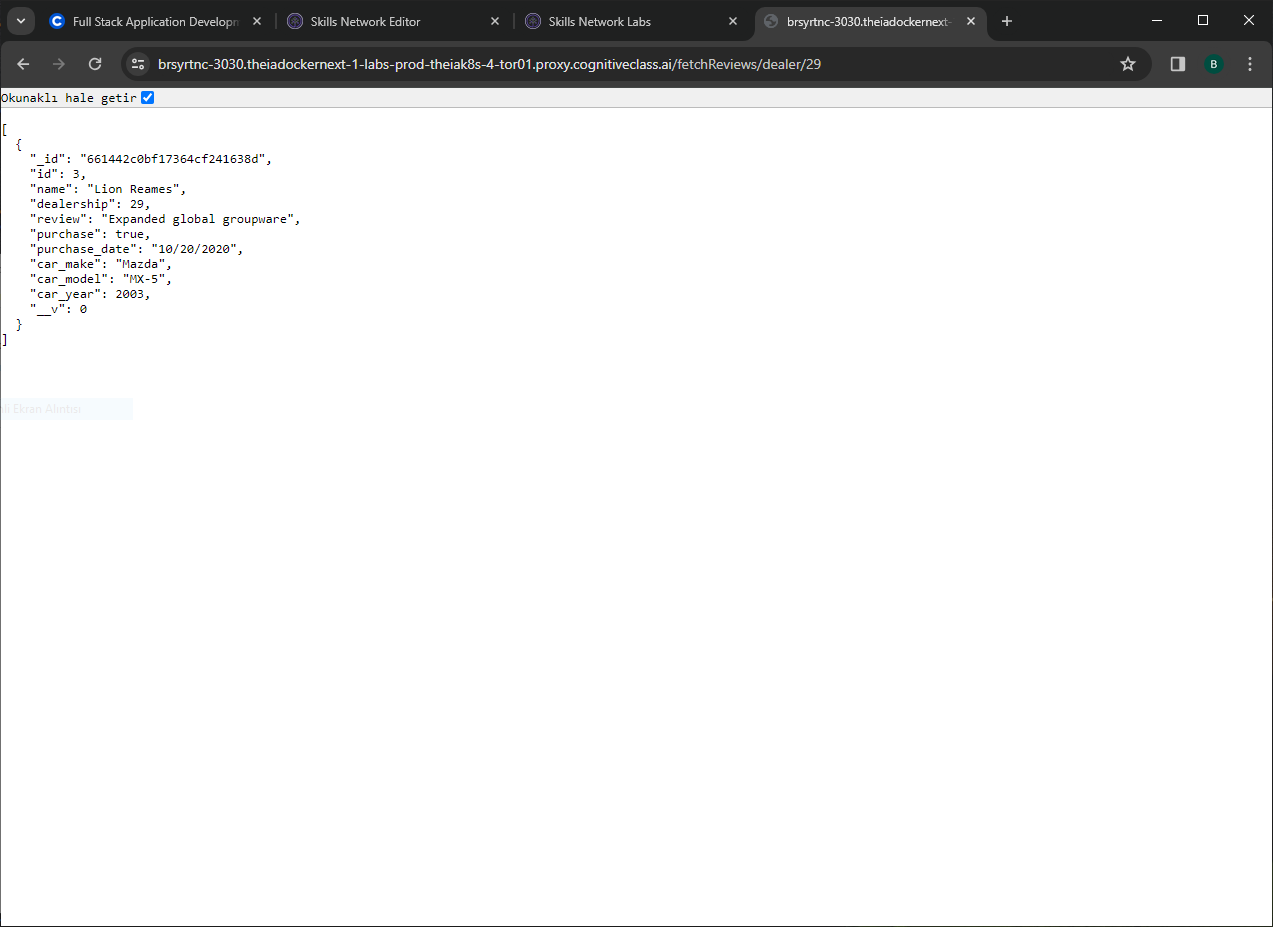 Full Stack Application Developm
Skills Network Editor
Skills Network Labs
brsyrtnc-3030.theiadockernext-
brsyrtnc-3030.theiadockernext-1-labs-prod-theiak8s-4-tor01.proxy.cognitiveclass.ai/fetchReviews/dealer/29
B
Okunaklı hale getir
[
  {
    "_id": "661442c0bf17364cf241638d",
    "id": 3,
    "name": "Lion Reames",
    "dealership": 29,
    "review": "Expanded global groupware",
    "purchase": true,
    "purchase_date": "10/20/2020",
    "car_make": "Mazda",
    "car_model": "MX-5",
    "car_year": 2003,
    "__v": 0
  }
]
Ekran Alıntısı